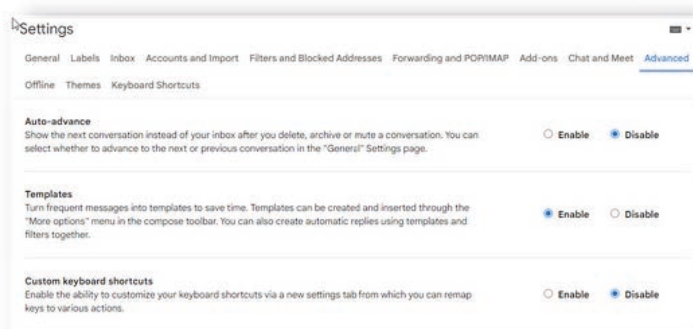 Settings
General Labels Inbox Accounts and Import Filters and Blocked Addresses Forwarding and POP/IMAP Add-ons Chat and Meet Advanced
Offline Themes Keyboard Shortcuts
Auto-advance
Show the next conversation instead of your inbox after you delete, archive or mute a conversation. You can
select whether to advance to the next or previous conversation in the "General" Settings page.
Enable Disable
Templates
Turn frequent messages into templates to save time. Templates can be created and inserted through the
"More options" menu in the compose toolbar. You can also create automatic replies using templates and
filters together.
Enable Disable
Custom keyboard shortcuts
Enable the ability to customize your keyboard shortcuts via a new settings tab from which you can remap
keys to various actions.
Enable Disable